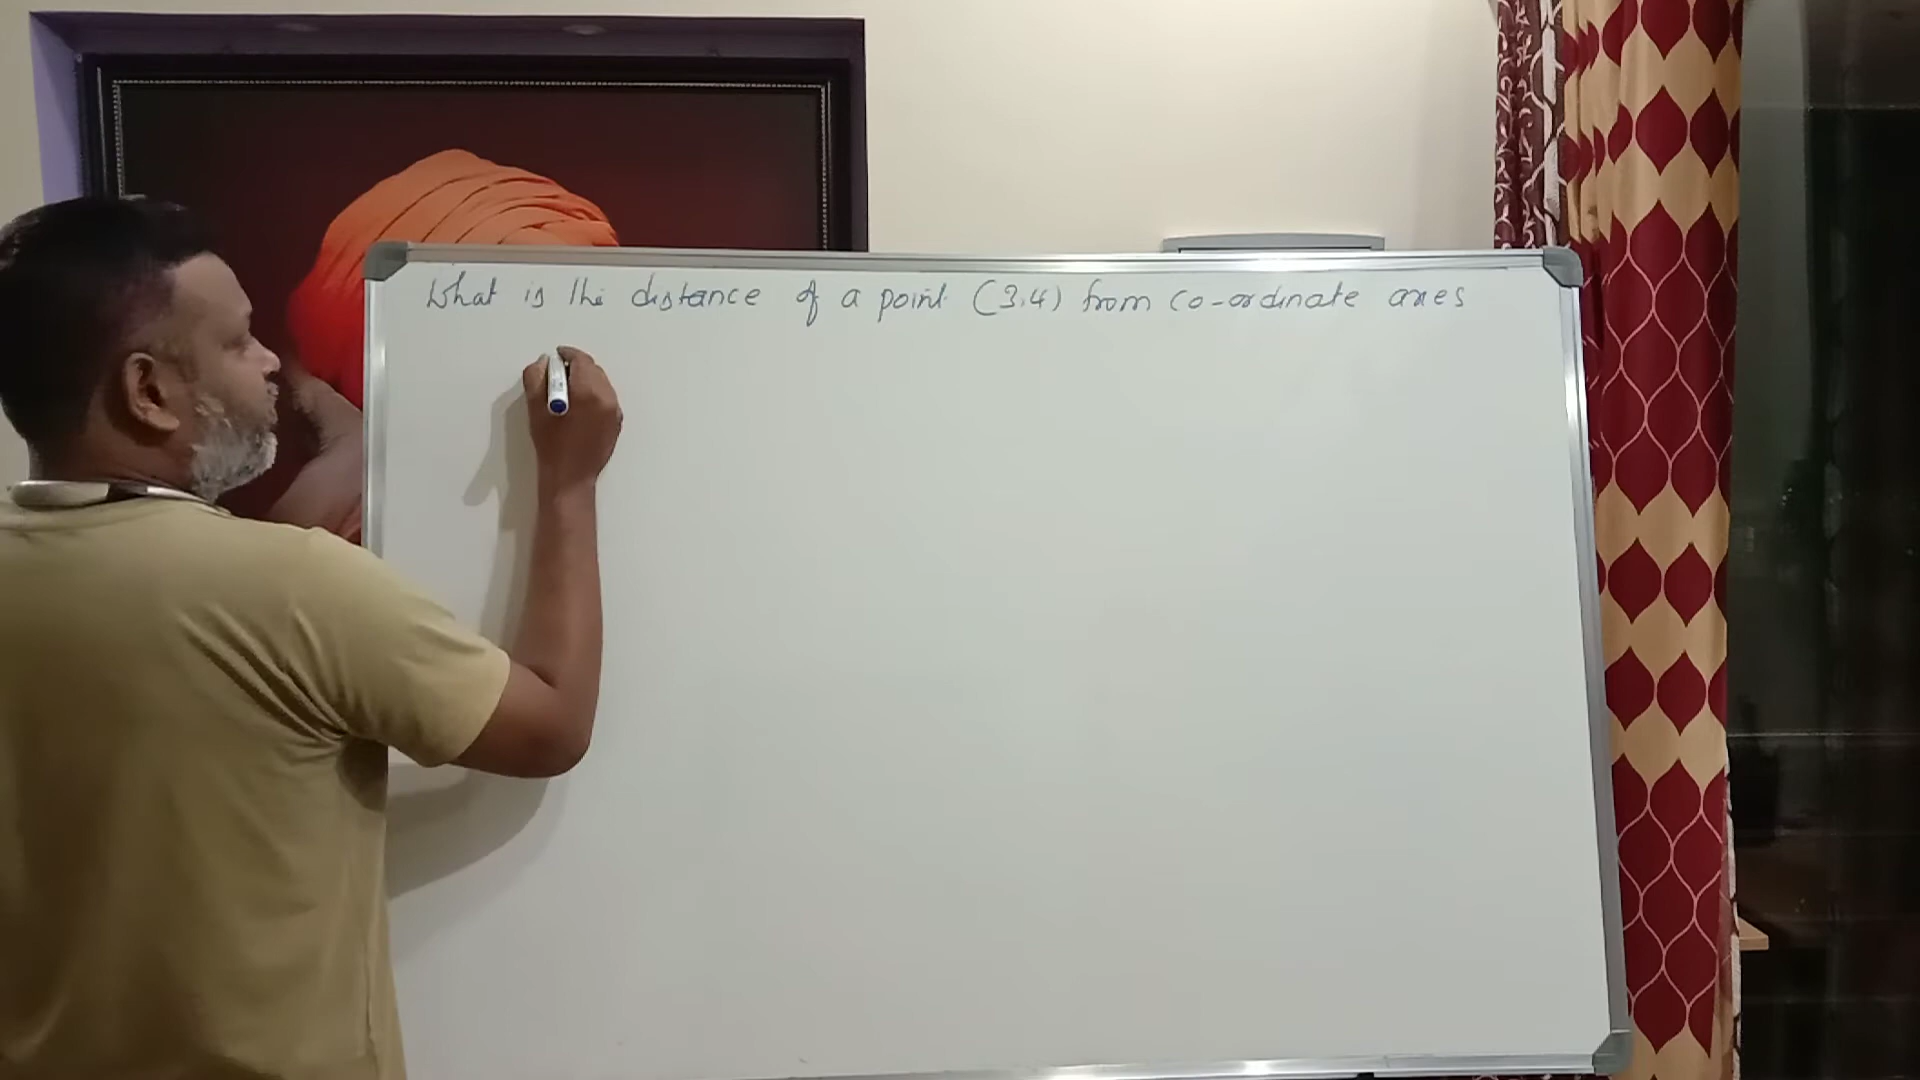 What is the distance of a point (3,4) from co-ordinate axes